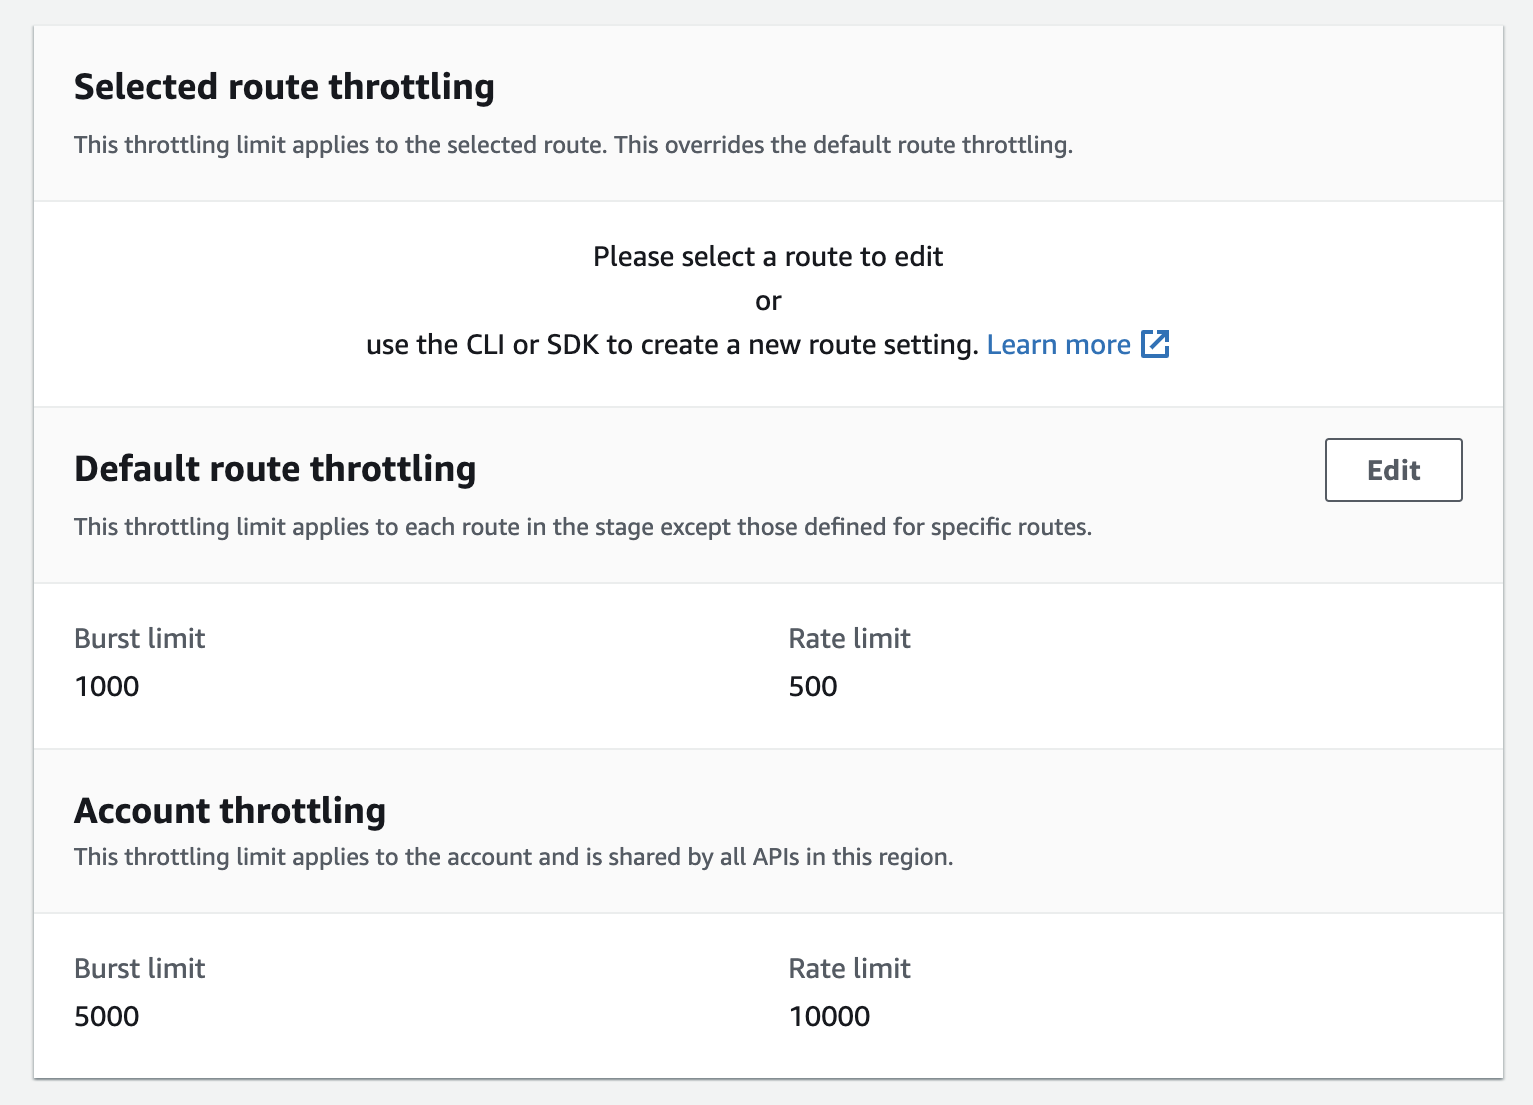 Selected route throttling
This throttling limit applies to the selected route. This overrides the default route throttling.
Please select a route to edit
or
use the CLI or SDK to create a new route setting. Learn more
Default route throttling
Edit
This throttling limit applies to each route in the stage except those defined for specific routes.
Burst limit
Rate limit
1000
500
Account throttling
This throttling limit applies to the account and is shared by all APIs in this region.
Burst limit
Rate limit
5000
10000